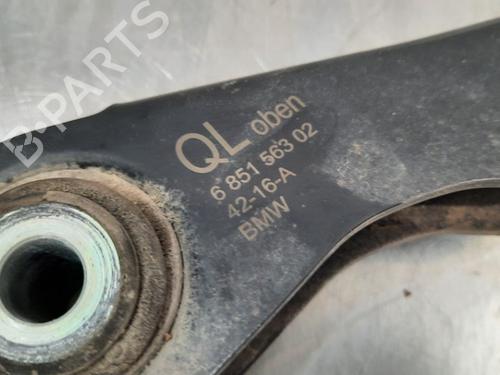 B-PARTS
QL oben
6 851 563 02
42-16-A
BMW